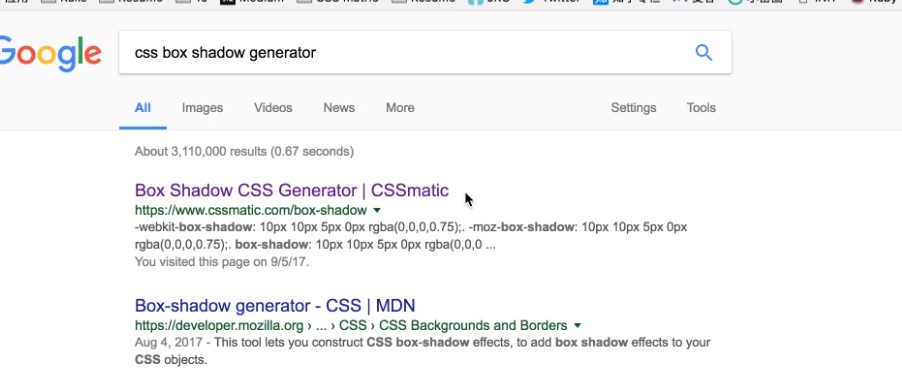 Google
css box shadow generator
All Images Videos News More Settings Tools
About 3,110,000 results (0.67 seconds)
Box Shadow CSS Generator | CSSmatic
https://www.cssmatic.com/box-shadow
-webkit-box-shadow: 10px 10px 5px 0px rgba(0,0,0,0.75);. -moz-box-shadow: 10px 10px 5px 0px
rgba(0,0,0,0.75);. box-shadow: 10px 10px 5px 0px rgba(0,0,0 ...
You visited this page on 9/5/17.
Box-shadow generator - CSS | MDN
https://developer.mozilla.org › ... › CSS › CSS Backgrounds and Borders
Aug 4, 2017 - This tool lets you construct CSS box-shadow effects, to add box shadow effects to your
CSS objects.